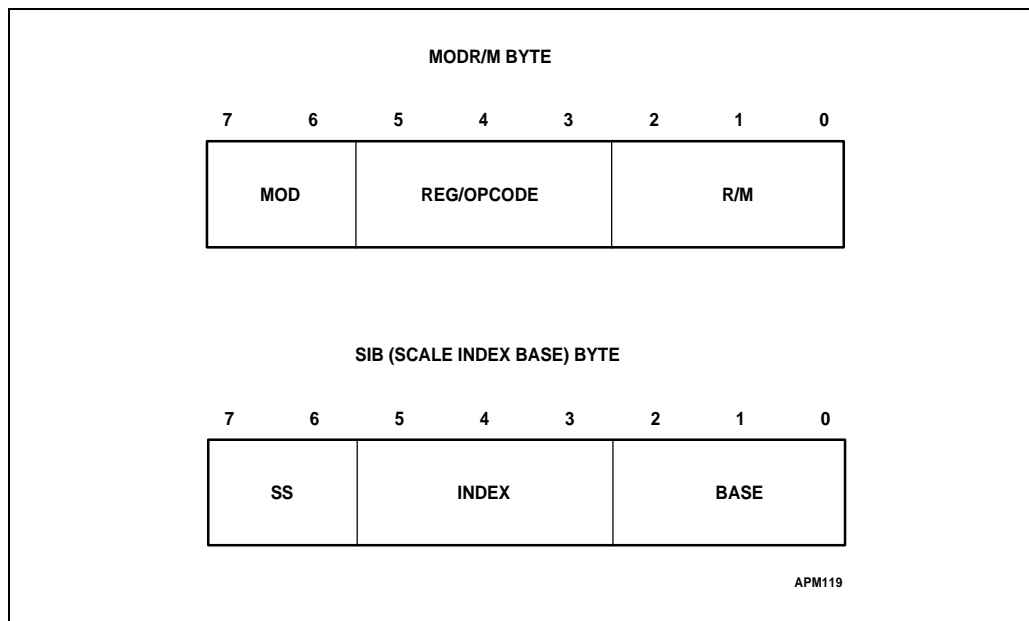 MODR/M BYTE
7 6 5 4 3 2 1 0
MOD REG/OPCODE R/M
SIB (SCALE INDEX BASE) BYTE
7 6 5 4 3 2 1 0
SS INDEX BASE
APM119